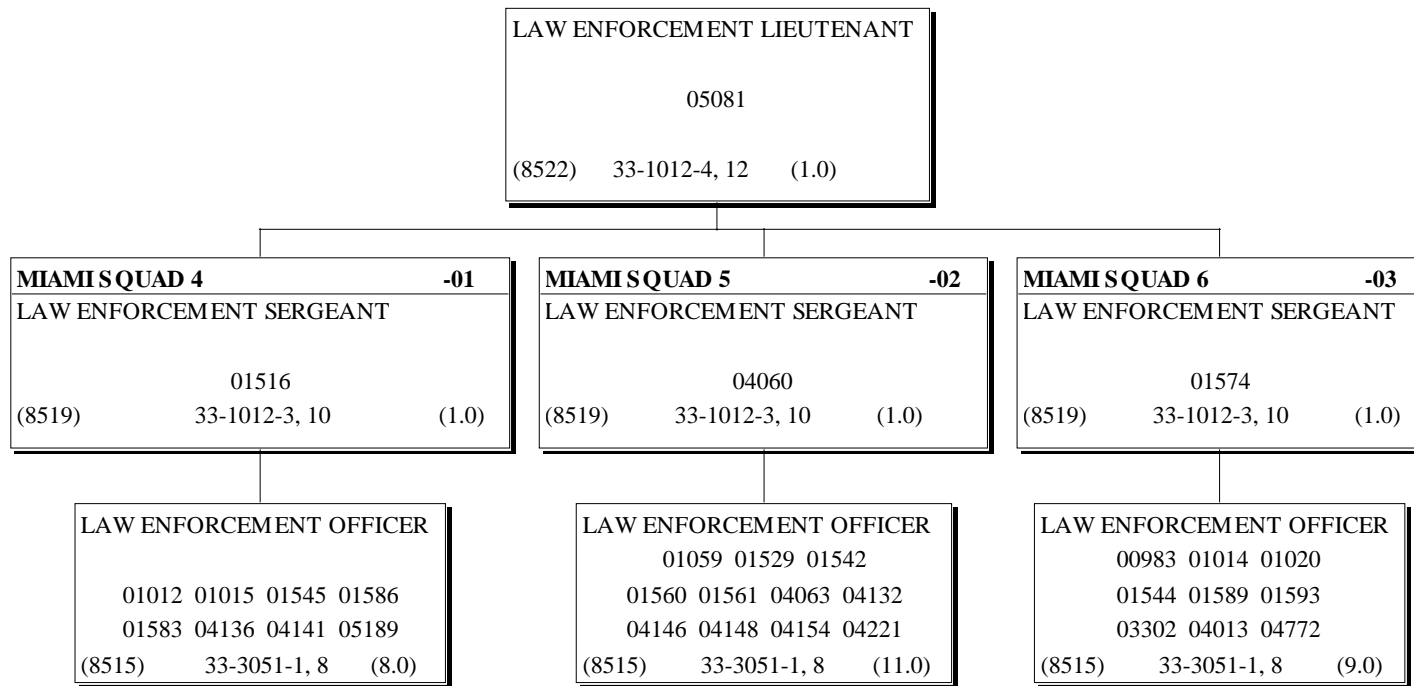 LAW ENFORCEMENT LIEUTENANT
05081
(8522) 33-1012-4, 12 (1.0)
MIAMI SQUAD 4 -01
LAW ENFORCEMENT SERGEANT
01516
(8519) 33-1012-3, 10 (1.0)
MIAMI SQUAD 5 -02
LAW ENFORCEMENT SERGEANT
04060
(8519) 33-1012-3, 10 (1.0)
MIAMI SQUAD 6 -03
LAW ENFORCEMENT SERGEANT
01574
(8519) 33-1012-3, 10 (1.0)
LAW ENFORCEMENT OFFICER
01012 01015 01545 01586
01583 04136 04141 05189
(8515) 33-3051-1, 8 (8.0)
LAW ENFORCEMENT OFFICER
01059 01529 01542
01560 01561 04063 04132
04146 04148 04154 04221
(8515) 33-3051-1, 8 (11.0)
LAW ENFORCEMENT OFFICER
00983 01014 01020
01544 01589 01593
03302 04013 04772
(8515) 33-3051-1, 8 (9.0)